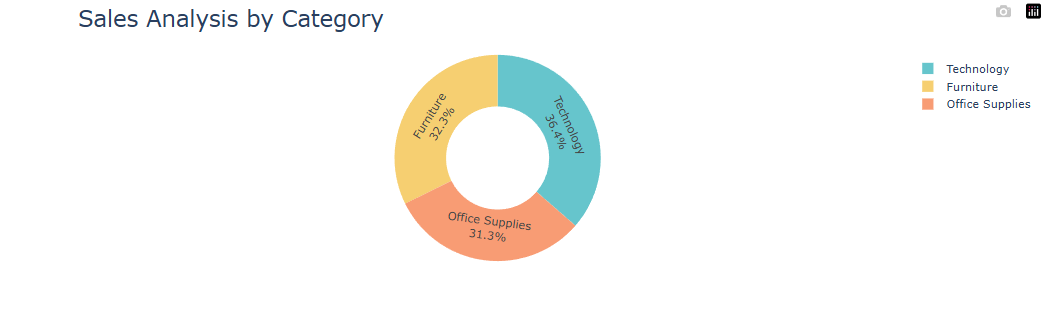 Sales Analysis by Category
Technology
36.4%
Furniture
32.3%
Office Supplies
31.3%
Technology
Furniture
Office Supplies